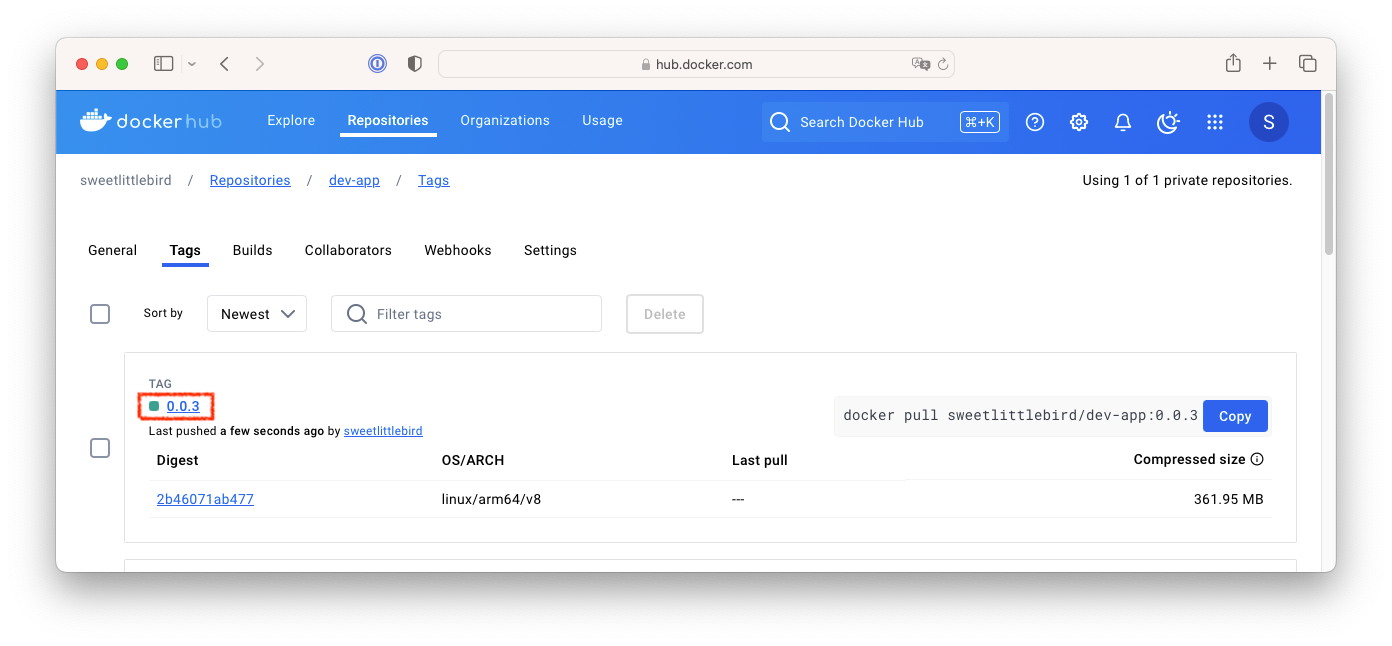 hub.docker.com
docker hub Explore Repositories Organizations Usage Search Docker Hub ⌘+K S
sweetlittlebird / Repositories / dev-app / Tags Using 1 of 1 private repositories.
General Tags Builds Collaborators Webhooks Settings
Sort by Newest Filter tags Delete
TAG
0.0.3
docker pull sweetlittlebird/dev-app:0.0.3 Copy
Last pushed a few seconds ago by sweetlittlebird
Digest OS/ARCH Last pull Compressed size
2b46071ab477 linux/arm64/v8 --- 361.95 MB